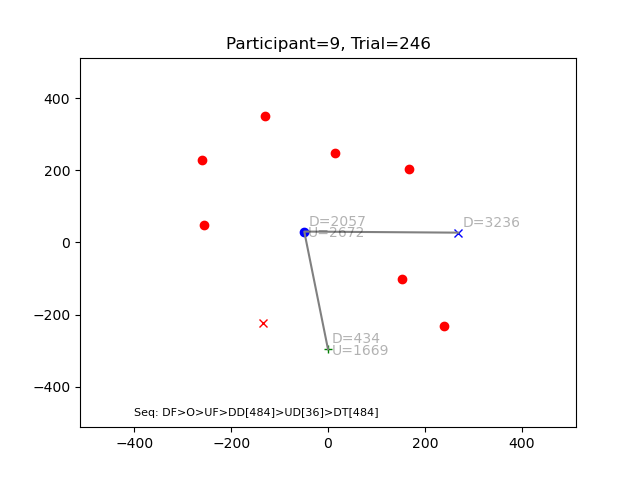 Participant=9, Trial=246
400
200
0
−200
−400
D=2057
U=2672
D=3236
D=434
U=1669
Seq: DF>O>UF>DD[484]>UD[36]>DT[484]
−400
−200
0
200
400